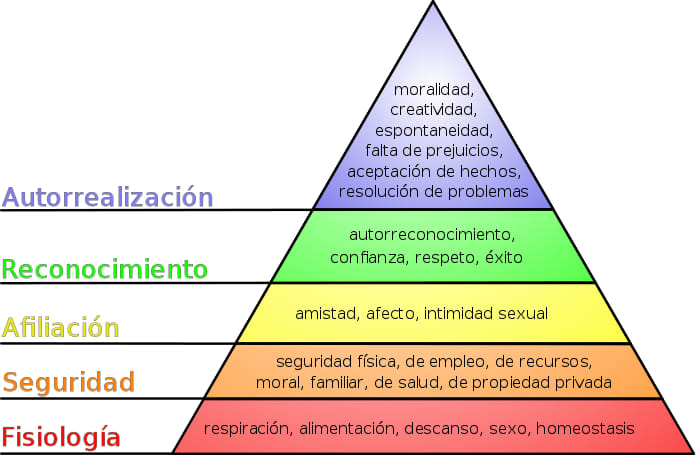 moralidad,
creatividad,
espontaneidad,
falta de prejuicios,
aceptación de hechos,
resolución de problemas
Autorrealización
autorreconocimiento,
confianza, respeto, éxito
Reconocimiento
amistad, afecto, intimidad sexual
Afiliación
seguridad física, de empleo, de recursos,
moral, familiar, de salud, de propiedad privada
Seguridad
respiración, alimentación, descanso, sexo, homeostasis
Fisiología